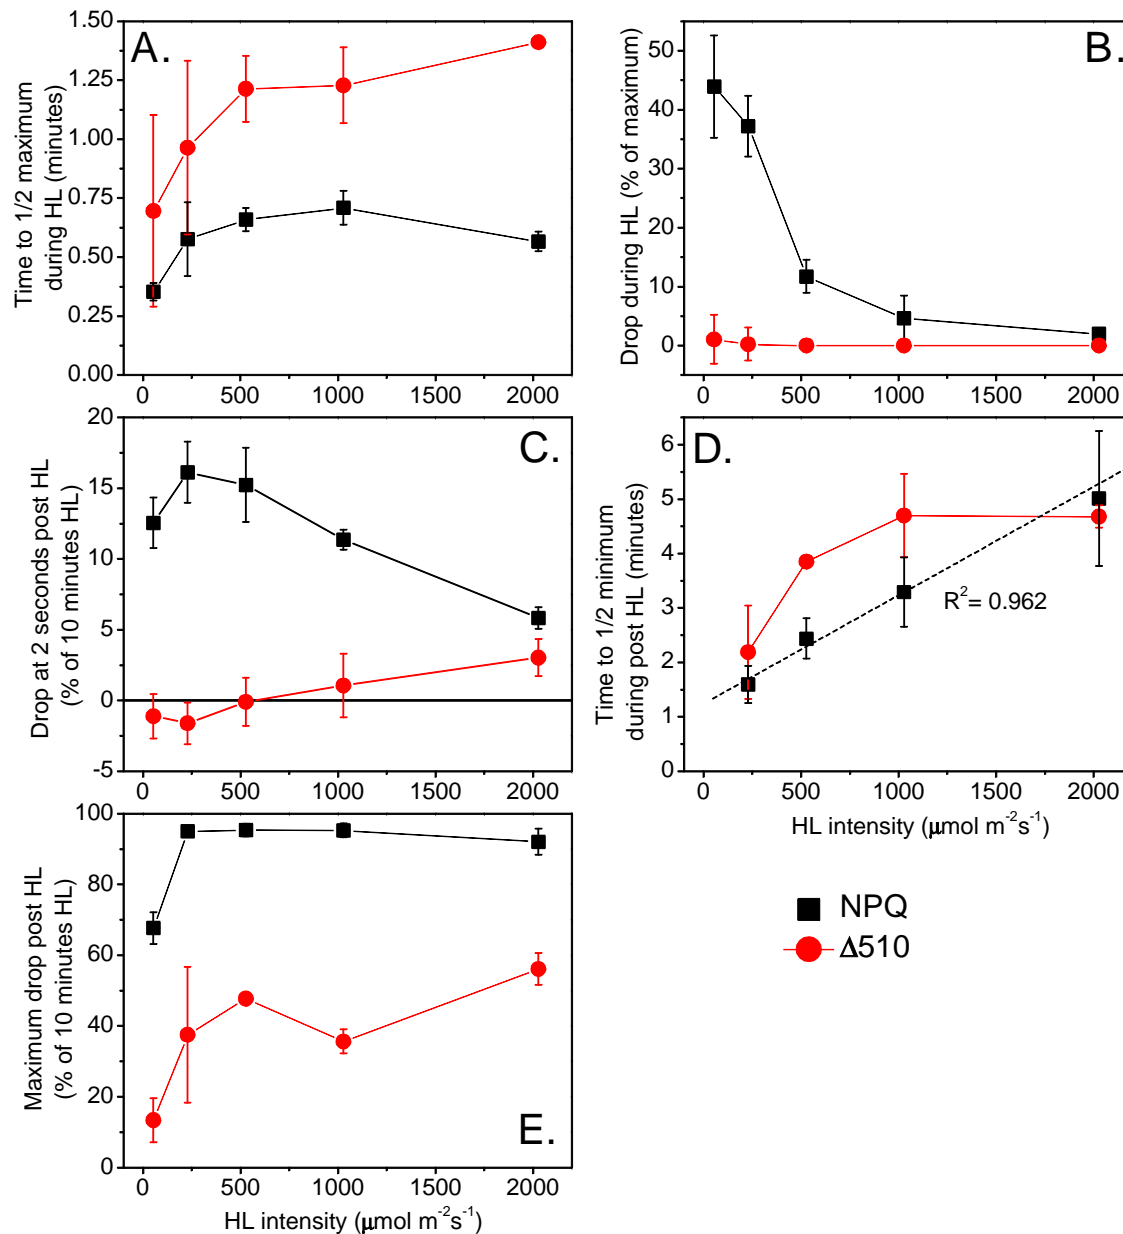 A.
Time to 1/2 maximum
during HL (minutes)
1.50
1.25
1.00
0.75
0.50
0.25
0.00
0 500 1000 1500 2000
B.
Drop during HL (% of maximum)
50
40
30
20
10
0
0 500 1000 1500 2000
C.
Drop at 2 seconds post HL
(% of 10 minutes HL)
20
15
10
5
0
-5
0 500 1000 1500 2000
D.
Time to 1/2 minimum
during post HL (minutes)
6
5
4
3
2
1
0
R²= 0.962
0 500 1000 1500 2000
HL intensity (μmol m⁻²s⁻¹)
E.
Maximum drop post HL
(% of 10 minutes HL)
100
80
60
40
20
0
0 500 1000 1500 2000
HL intensity (μmol m⁻²s⁻¹)
NPQ
Δ510